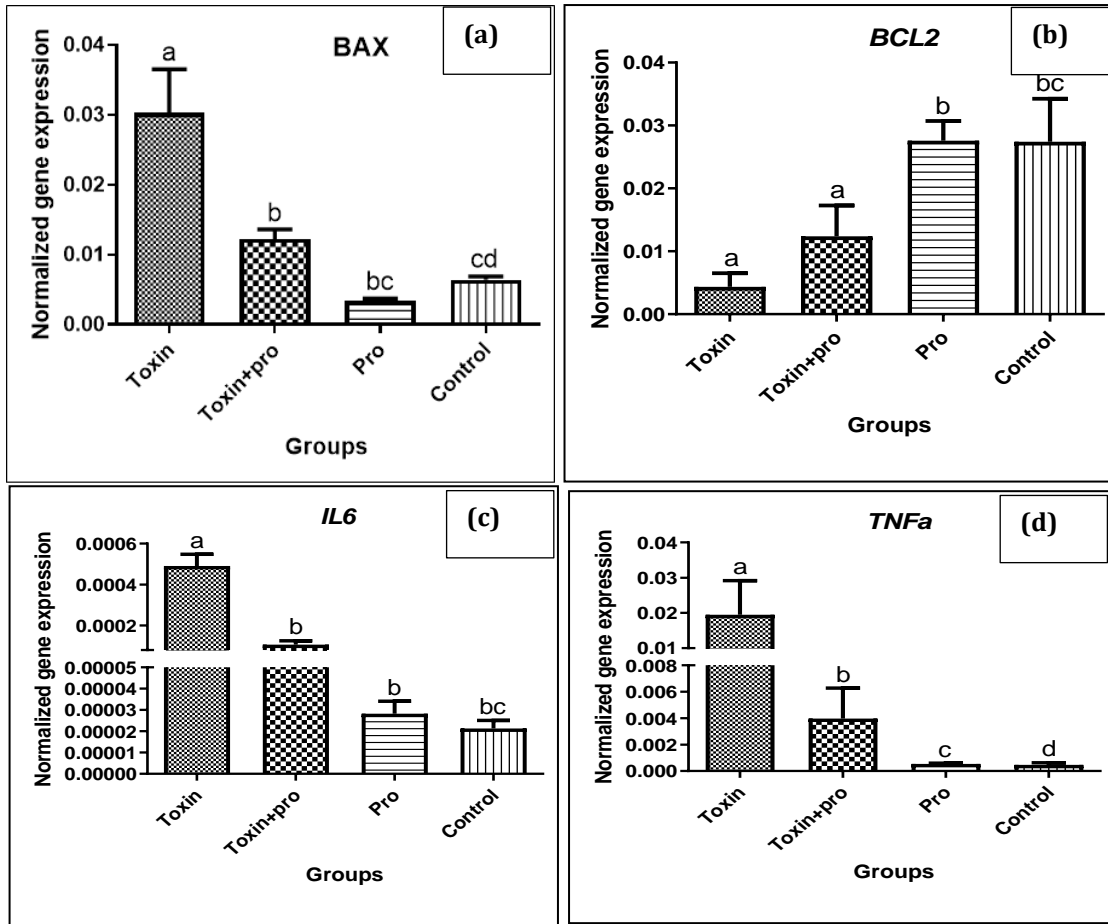 BAX
(a)
Normalized gene expression
0.04
0.03
0.02
0.01
0.00
a
b
bc
cd
Toxin
Toxin+pro
Pro
Control
Groups
BCL2
(b)
Normalized gene expression
0.04
0.03
0.02
0.01
0.00
a
a
b
bc
Toxin
Toxin+pro
Pro
Control
Groups
IL6
(c)
Normalized gene expression
0.0006
0.0004
0.0002
0.00005
0.00004
0.00003
0.00002
0.00001
0.00000
a
b
b
bc
Toxin
Toxin+pro
Pro
Control
Groups
TNFa
(d)
Normalized gene expression
0.04
0.03
0.02
0.01
0.008
0.006
0.004
0.002
0.000
a
b
c
d
Toxin
Toxin+pro
Pro
Control
Groups